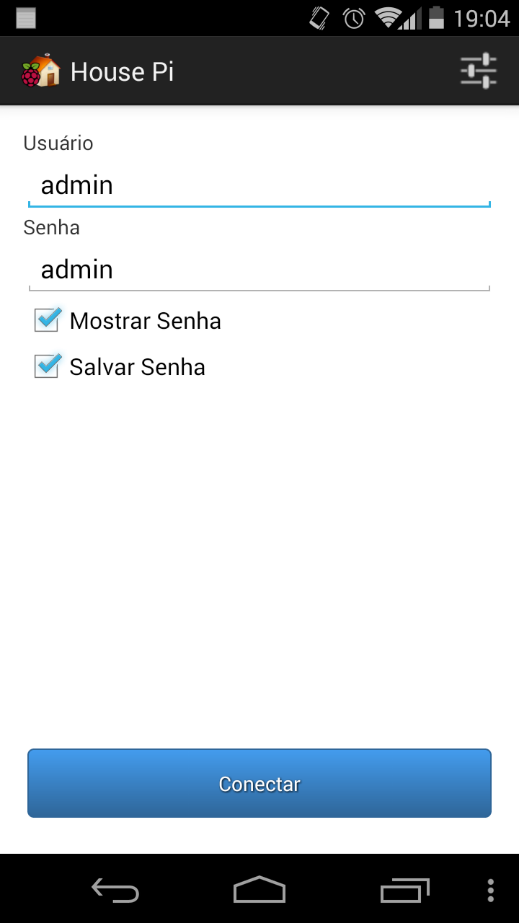 19:04
House Pi
Usuário
admin
Senha
admin
Mostrar Senha
Salvar Senha
Conectar